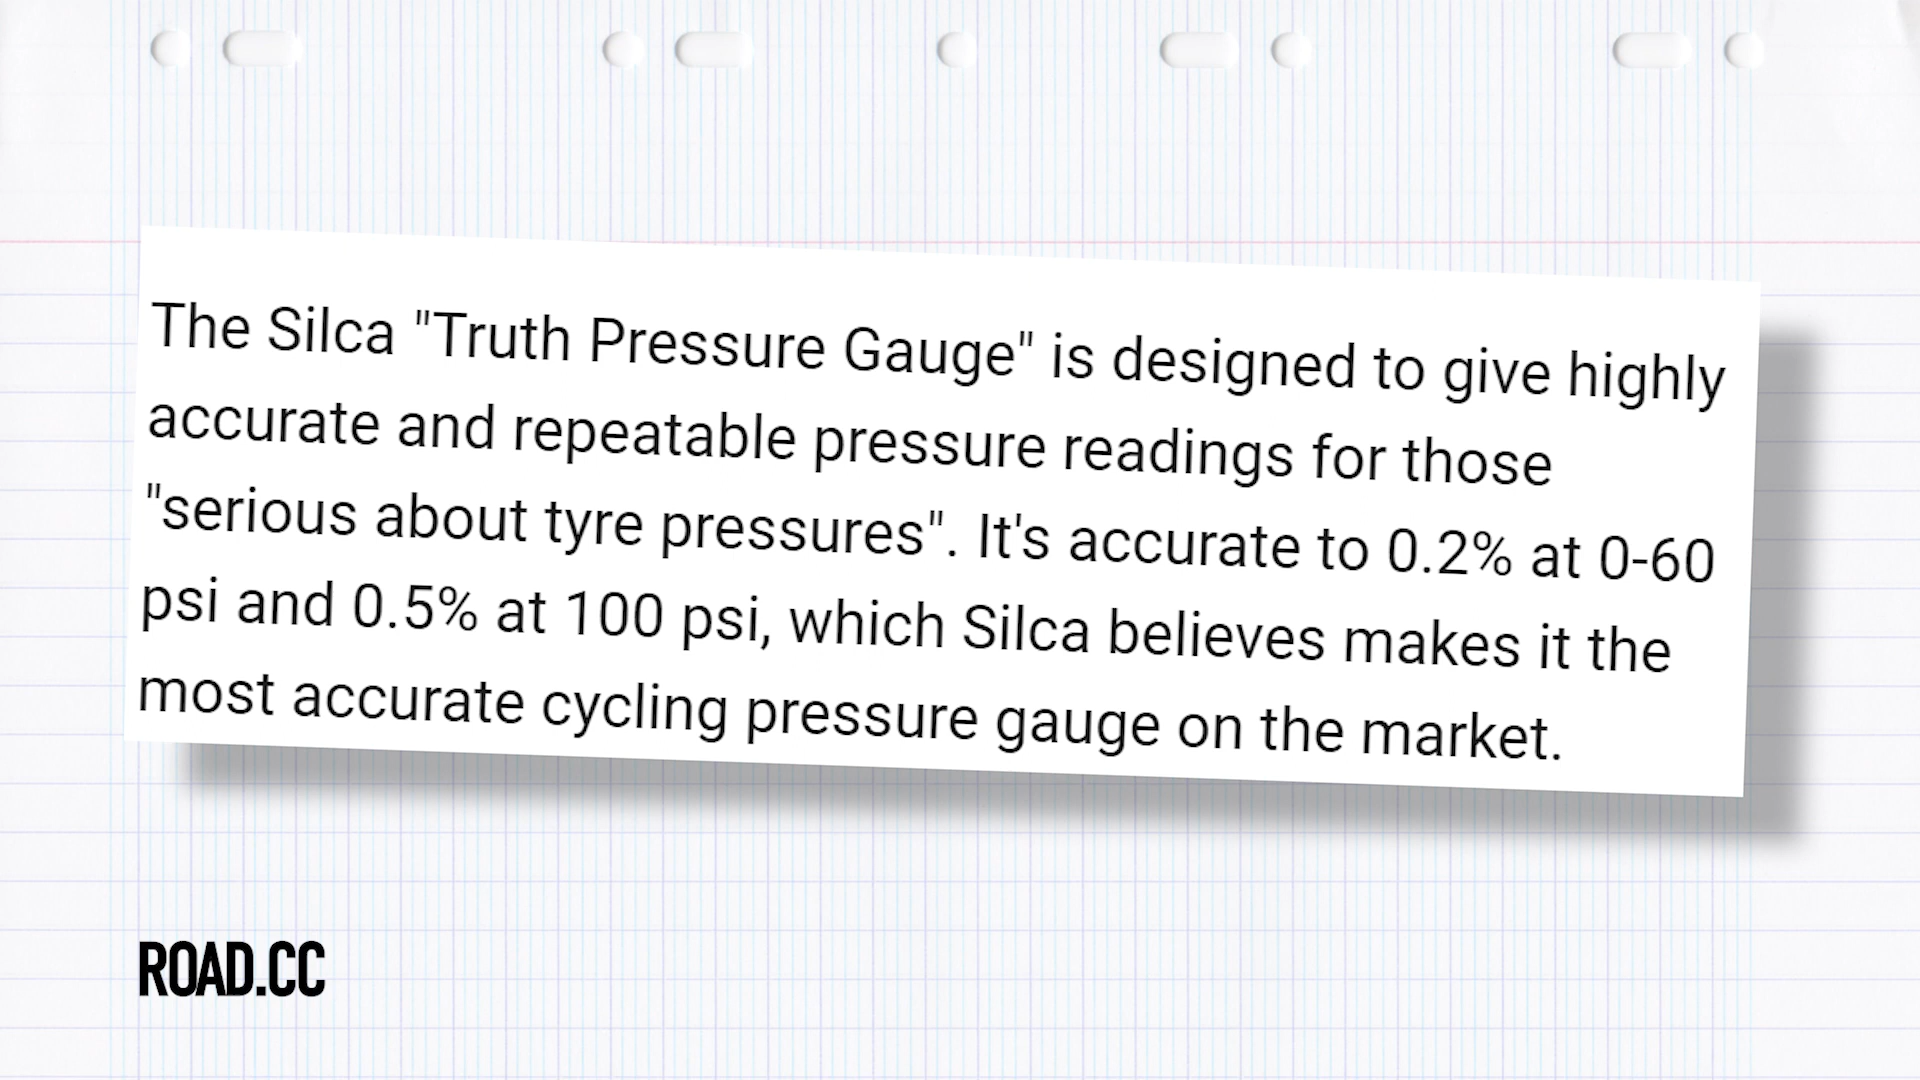 The Silca "Truth Pressure Gauge" is designed to give highly
accurate and repeatable pressure readings for those
"serious about tyre pressures". It's accurate to 0.2% at 0-60
psi and 0.5% at 100 psi, which Silca believes makes it the
most accurate cycling pressure gauge on the market.
ROAD.CC